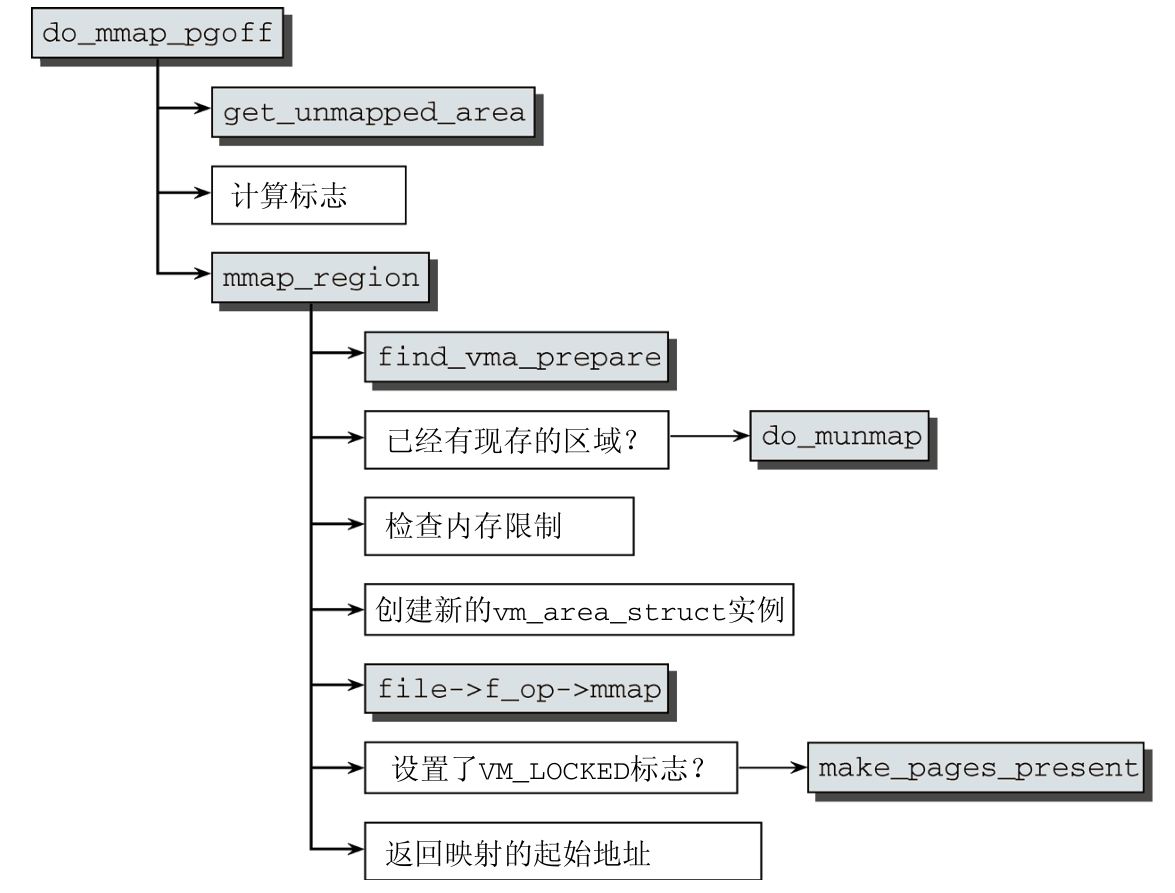 do_mmap_pgoff
get_unmapped_area
计算标志
mmap_region
find_vma_prepare
已经有现存的区域?
do_munmap
检查内存限制
创建新的vm_area_struct实例
file->f_op->mmap
设置了VM_LOCKED标志?
make_pages_present
返回映射的起始地址